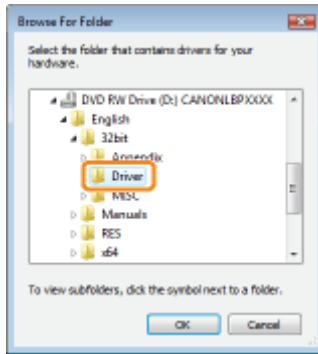 Browse For Folder
Select the folder that contains drivers for your
hardware.
DVD RW Drive (D:) CANONLBPXXXX
English
32bit
Appendix
Driver
MISC
Manuals
RES
x64
To view subfolders, click the symbol next to a folder.
OK
Cancel